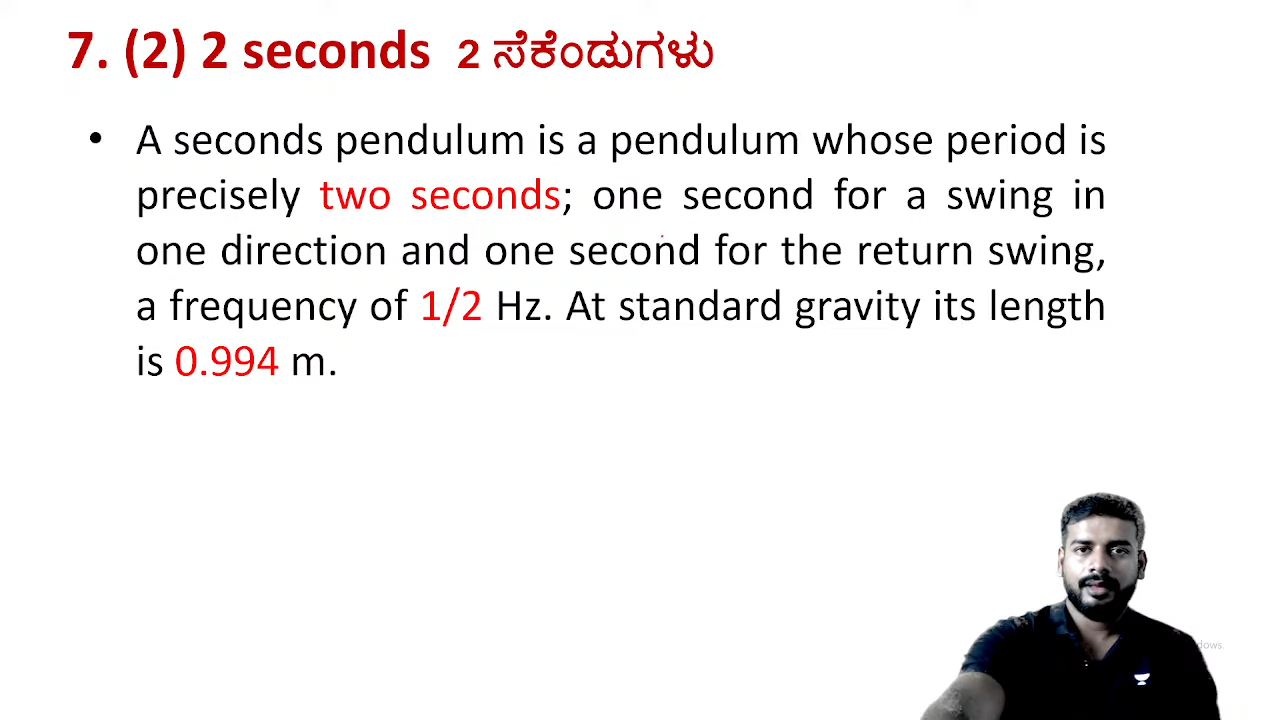 7. (2) 2 seconds 2 ಸೆಕೆಂಡುಗಳು
• A seconds pendulum is a pendulum whose period is
precisely two seconds; one second for a swing in
one direction and one second for the return swing,
a frequency of 1/2 Hz. At standard gravity its length
is 0.994 m.